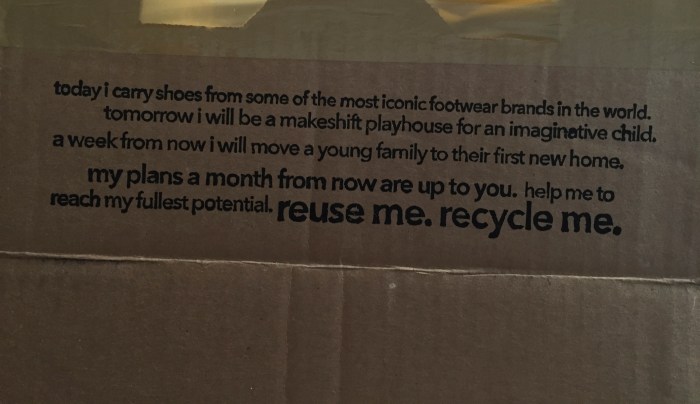 today i carry shoes from some of the most iconic footwear brands in the world.
tomorrow i will be a makeshift playhouse for an imaginative child.
a week from now i will move a young family to their first new home.
my plans a month from now are up to you. help me to
reach my fullest potential. reuse me. recycle me.